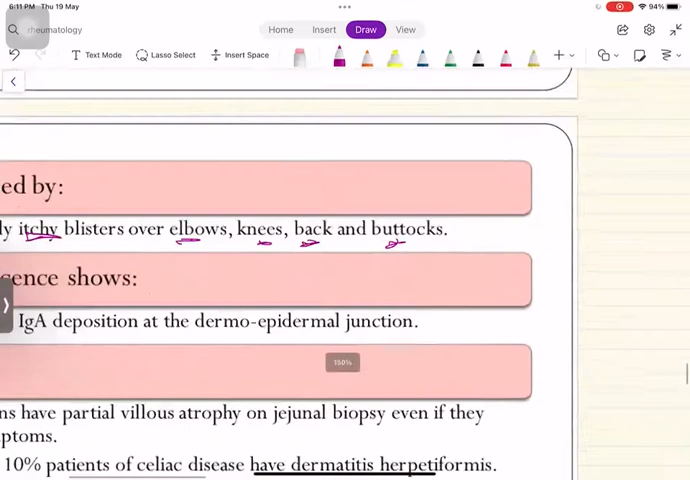 6:11 PM Thu 19 May
94%
rheumatology
Home Insert Draw View
Text Mode Lasso Select Insert Space
ed by:
ly itchy blisters over elbows, knees, back and buttocks.
cence shows:
IgA deposition at the dermo-epidermal junction.
150%
ns have partial villous atrophy on jejunal biopsy even if they
ptoms.
10% patients of celiac disease have dermatitis herpetiformis.